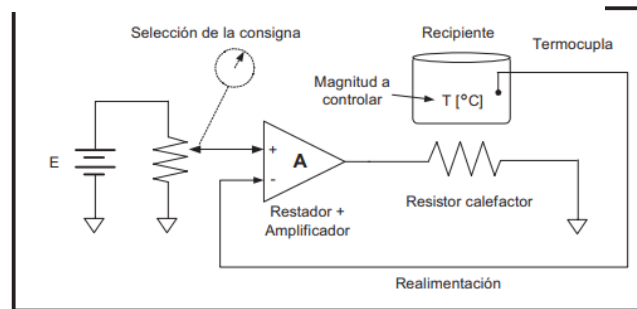 Selección de la consigna
Recipiente
Termocupla
Magnitud a
controlar
T [°C]
E
+
A
-
Restador +
Amplificador
Resistor calefactor
Realimentación